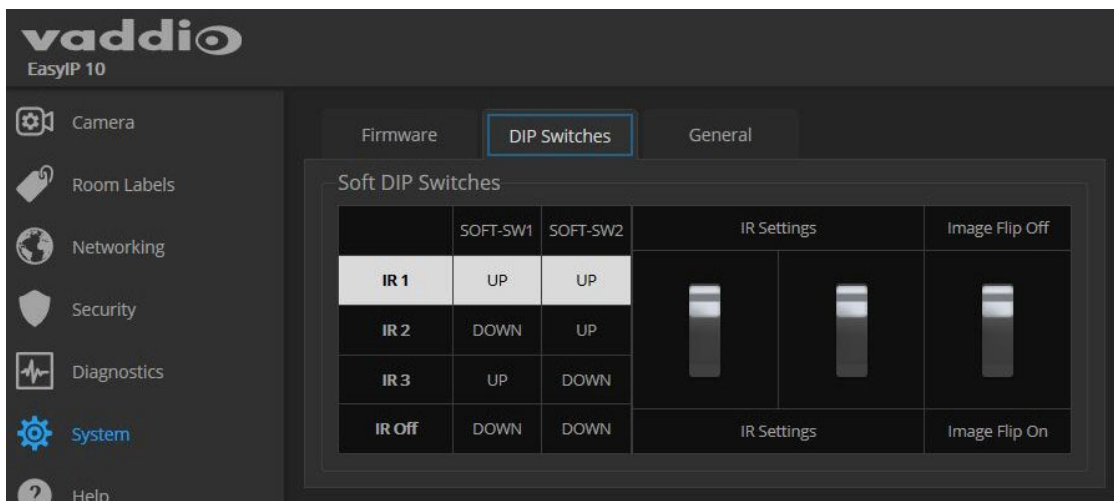 vaddio
EasyIP 10
Camera
Room Labels
Networking
Security
Diagnostics
System
Help
Firmware DIP Switches General
Soft DIP Switches
SOFT-SW1 SOFT-SW2 IR Settings Image Flip Off
IR 1 UP UP
IR 2 DOWN UP
IR 3 UP DOWN
IR Off DOWN DOWN IR Settings Image Flip On